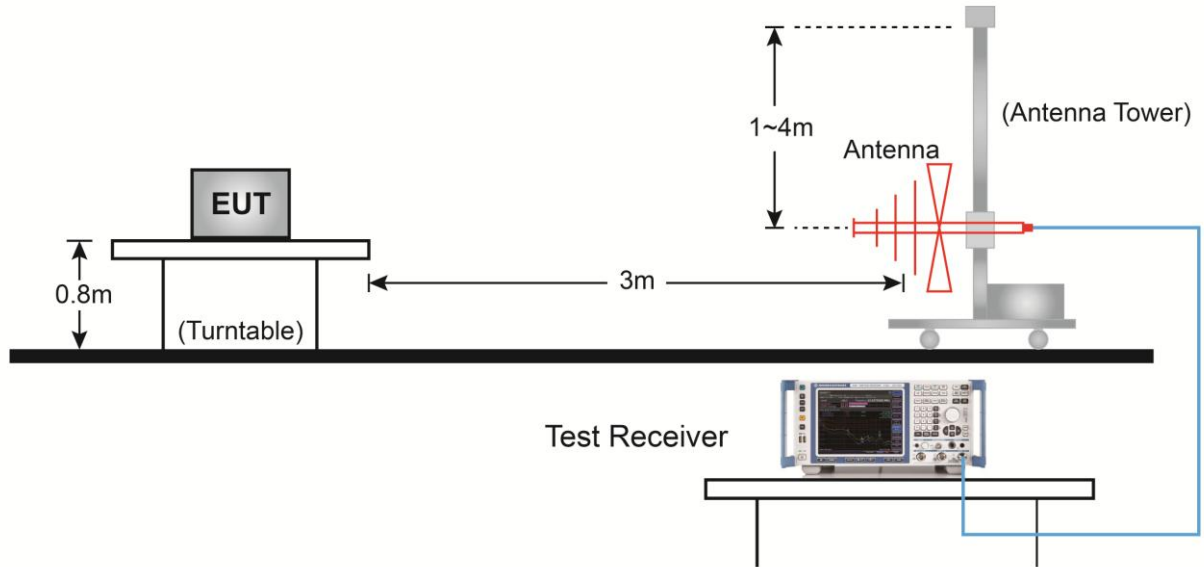 (Antenna Tower)
1~4m
Antenna
EUT
0.8m
3m
(Turntable)
Test Receiver